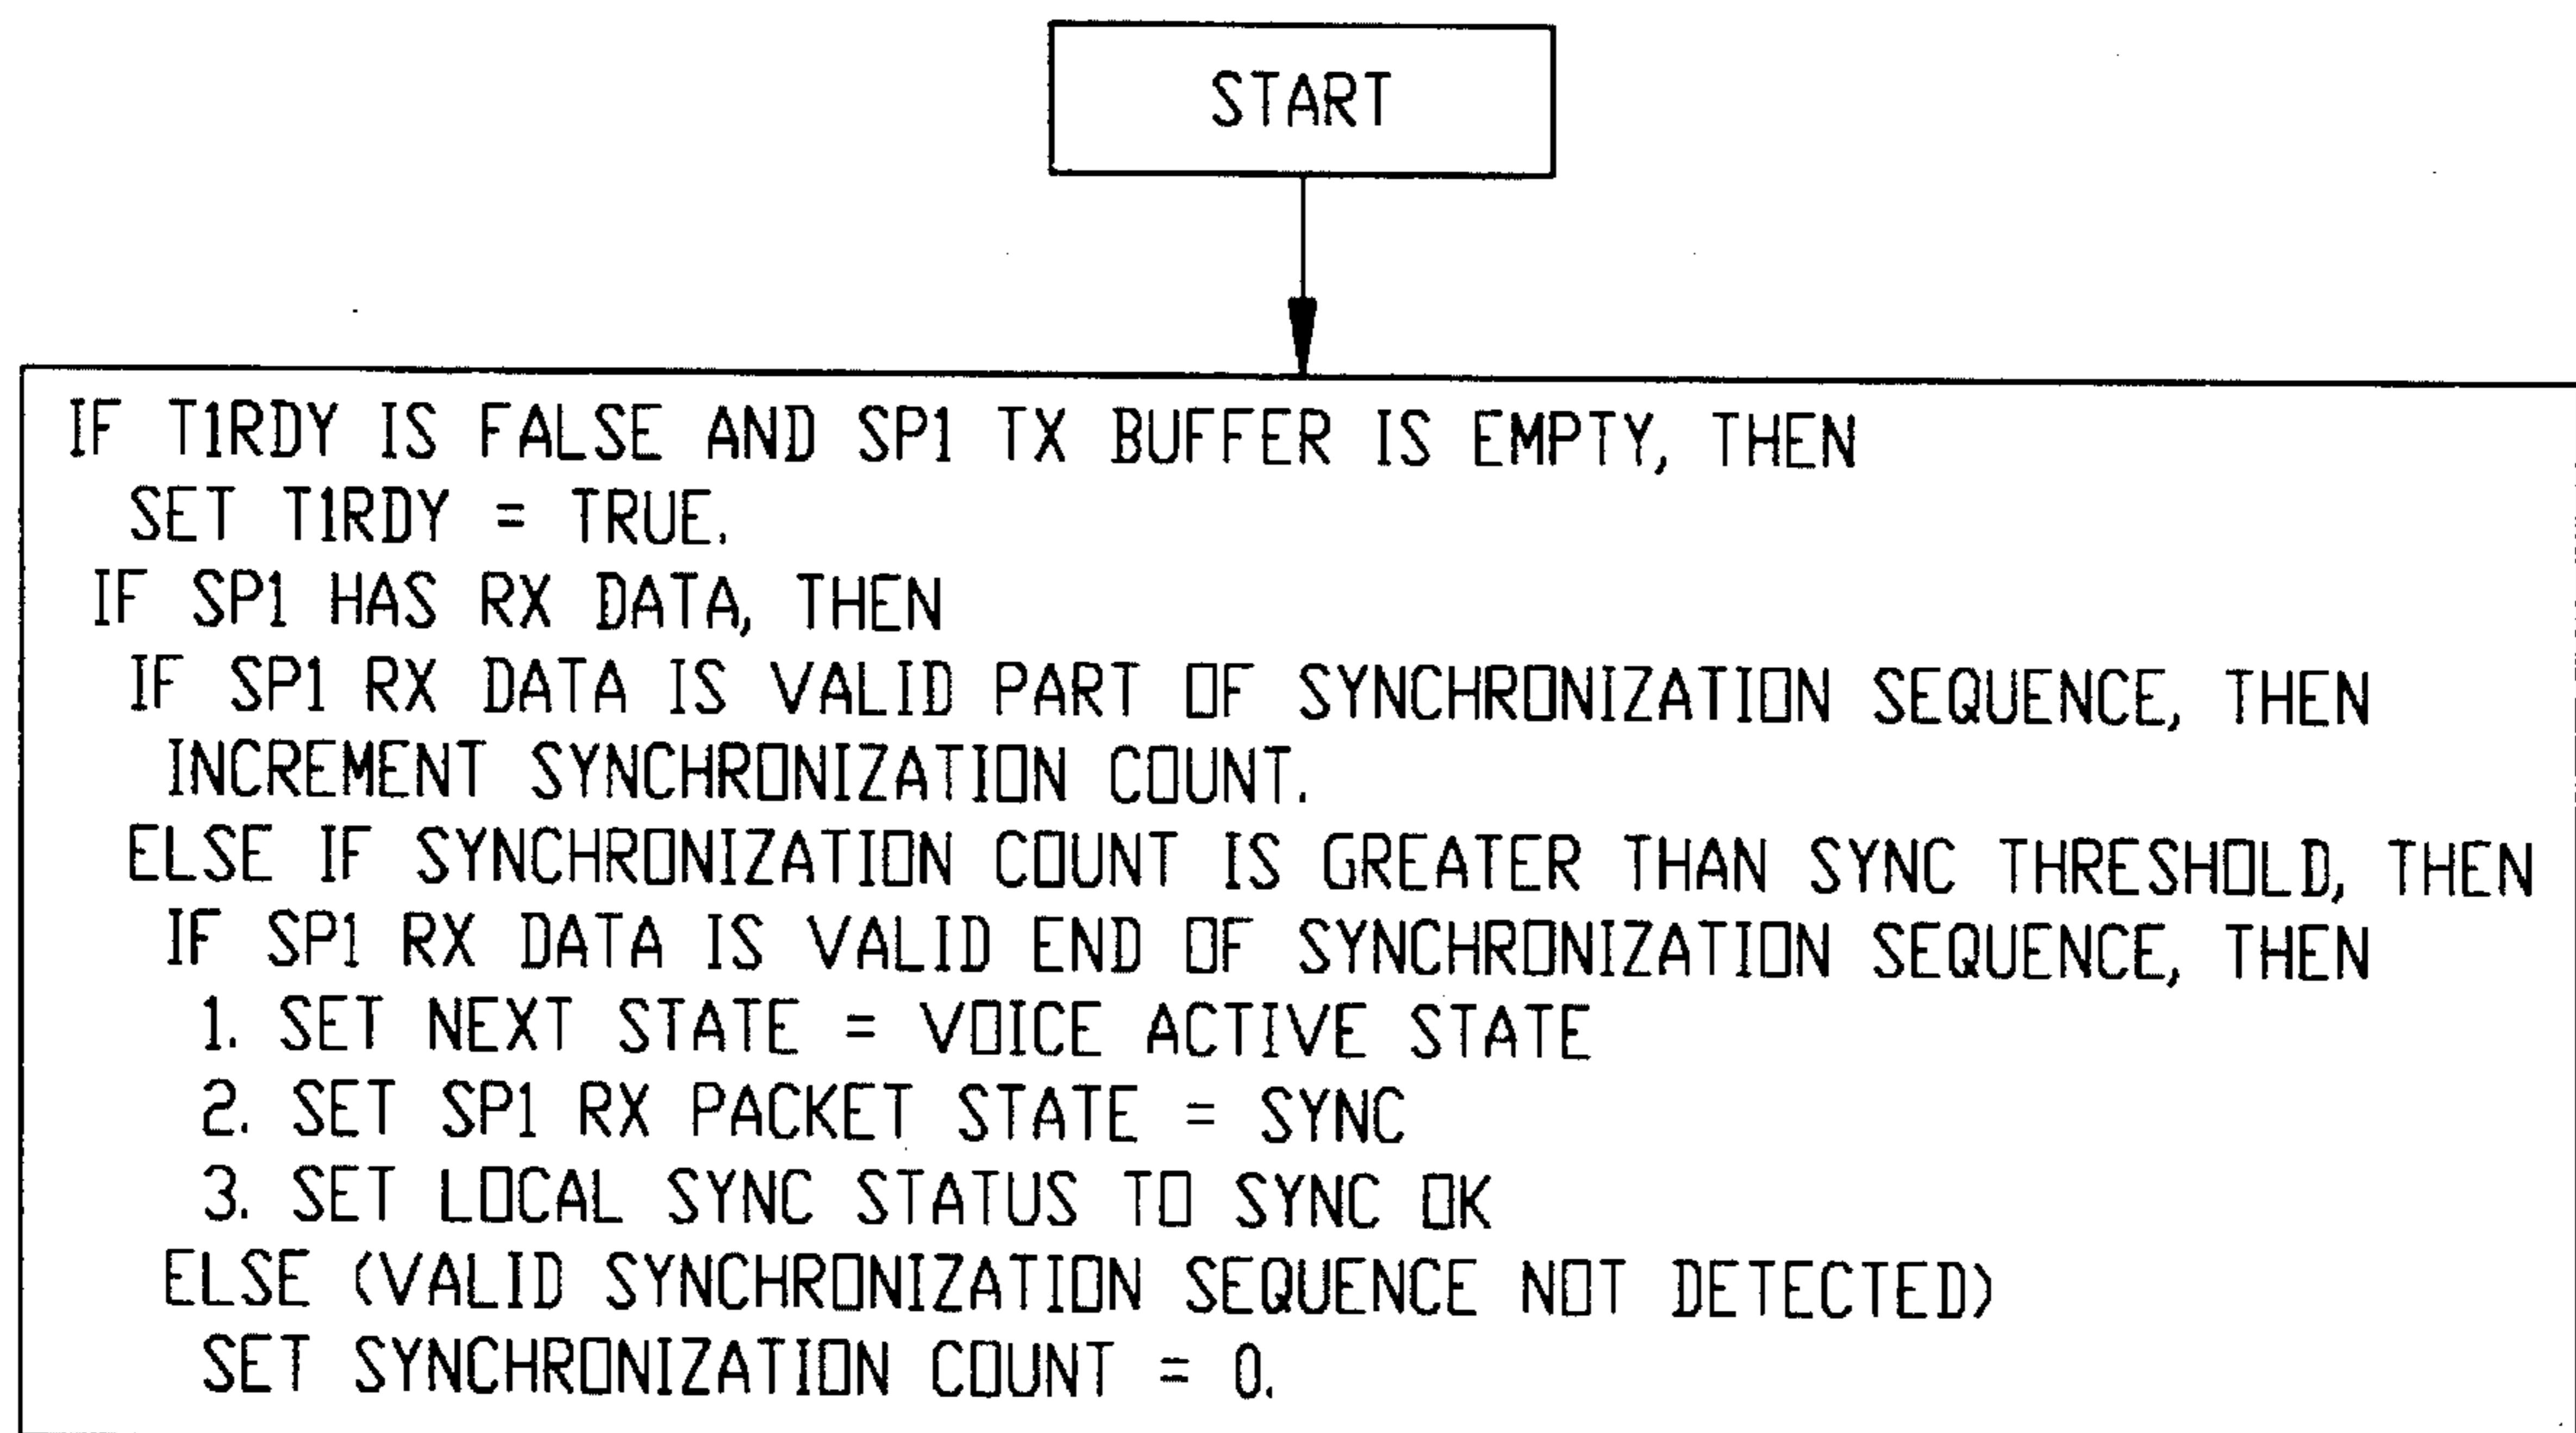 START
IF T1RDY IS FALSE AND SP1 TX BUFFER IS EMPTY, THEN
SET T1RDY = TRUE.
IF SP1 HAS RX DATA, THEN
IF SP1 RX DATA IS VALID PART OF SYNCHRONIZATION SEQUENCE, THEN
INCREMENT SYNCHRONIZATION COUNT.
ELSE IF SYNCHRONIZATION COUNT IS GREATER THAN SYNC THRESHOLD, THEN
IF SP1 RX DATA IS VALID END OF SYNCHRONIZATION SEQUENCE, THEN
1. SET NEXT STATE = VOICE ACTIVE STATE
2. SET SP1 RX PACKET STATE = SYNC
3. SET LOCAL SYNC STATUS TO SYNC OK
ELSE (VALID SYNCHRONIZATION SEQUENCE NOT DETECTED)
SET SYNCHRONIZATION COUNT = 0.